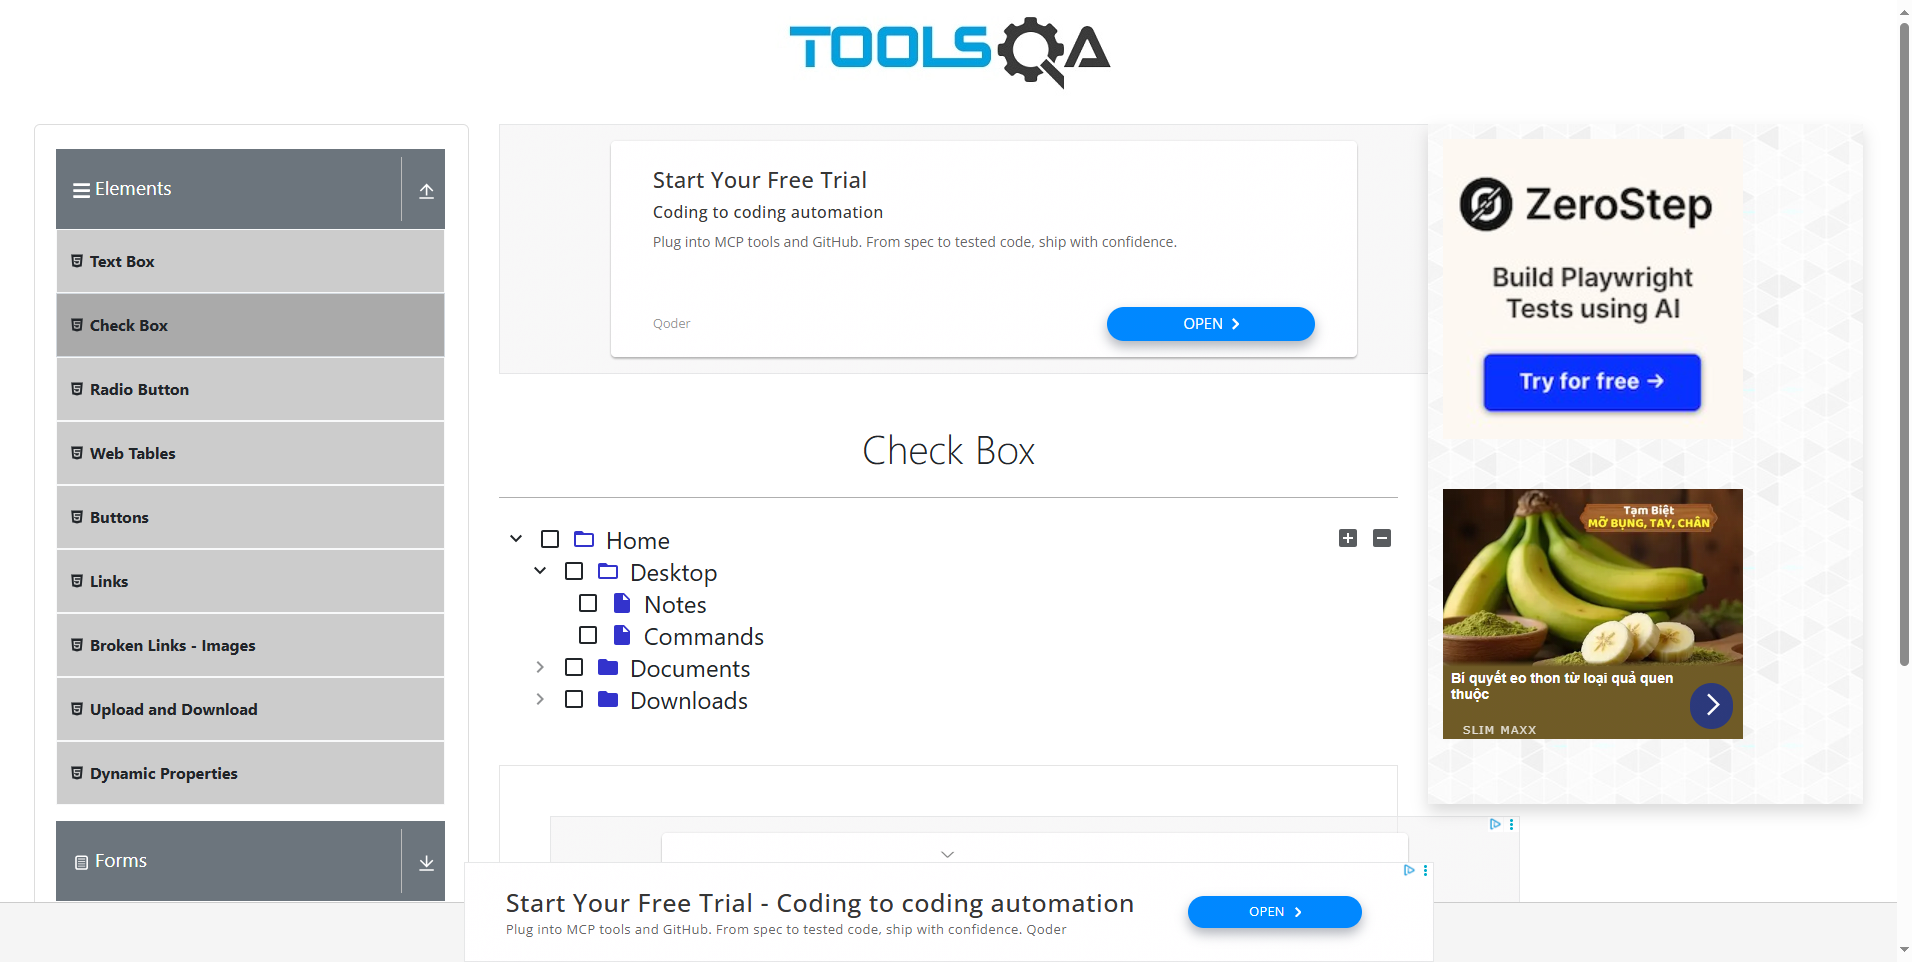 TOOLSQA
Elements
Text Box
Check Box
Radio Button
Web Tables
Buttons
Links
Broken Links - Images
Upload and Download
Dynamic Properties
Forms
Start Your Free Trial
Coding to coding automation
Plug into MCP tools and GitHub. From spec to tested code, ship with confidence.
Qoder
OPEN
Check Box
Home
Desktop
Notes
Commands
Documents
Downloads
ZeroStep
Build Playwright
Tests using AI
Try for free →
Tạm Biệt
MỠ BỤNG, TAY, CHÂN
Bí quyết eo thon từ loại quả quen
thuộc
SLIM MAXX
Start Your Free Trial - Coding to coding automation
Plug into MCP tools and GitHub. From spec to tested code, ship with confidence. Qoder
OPEN